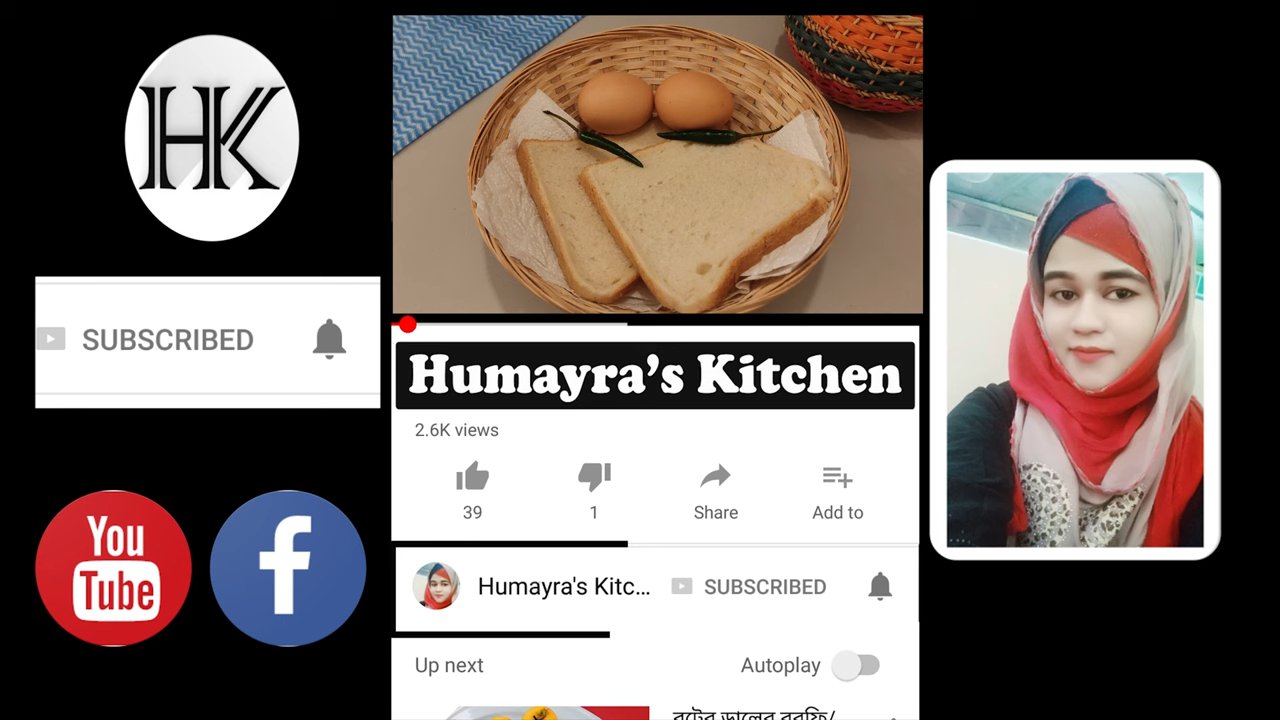 HK
SUBSCRIBED
You
Tube
f
Humayra's Kitchen
2.6K views
39
1
Share
Add to
Humayra's Kitc...
SUBSCRIBED
Up next
Autoplay
বুটের ডালের বরফি/